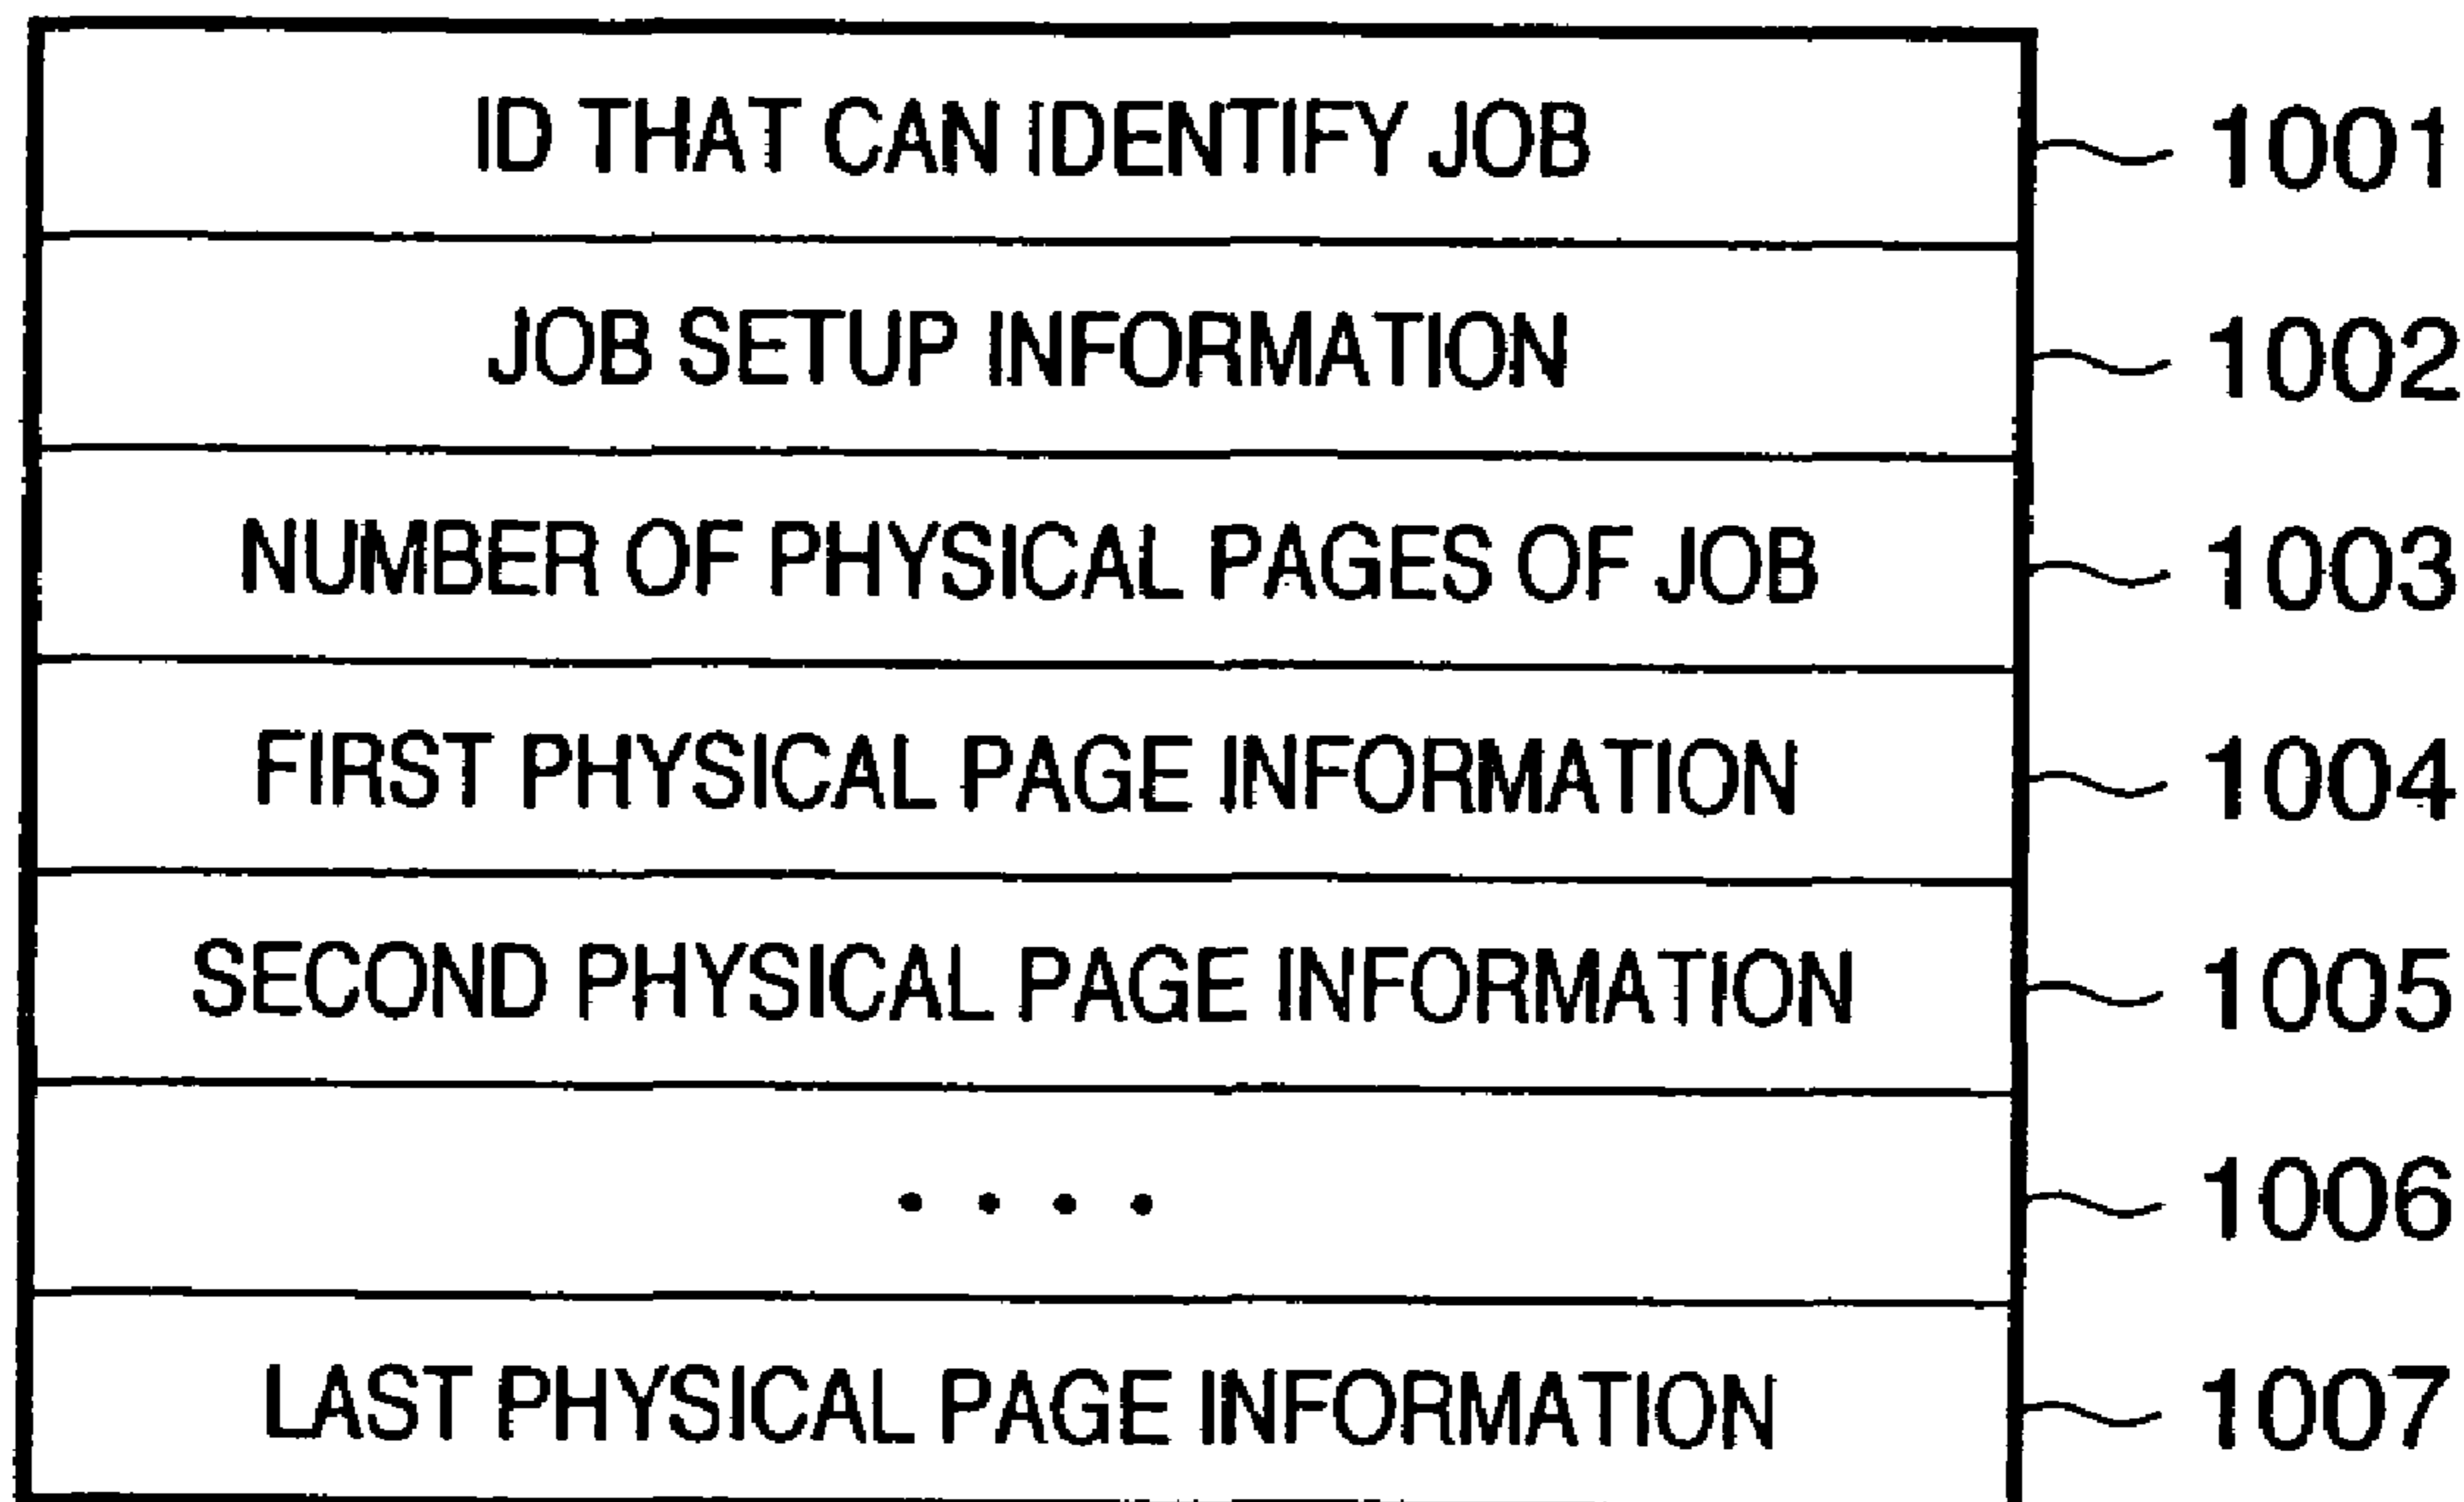 ID THAT CAN IDENTIFY JOB 1001
JOB SETUP INFORMATION 1002
NUMBER OF PHYSICAL PAGES OF JOB 1003
FIRST PHYSICAL PAGE INFORMATION 1004
SECOND PHYSICAL PAGE INFORMATION 1005
• • • • 1006
LAST PHYSICAL PAGE INFORMATION 1007